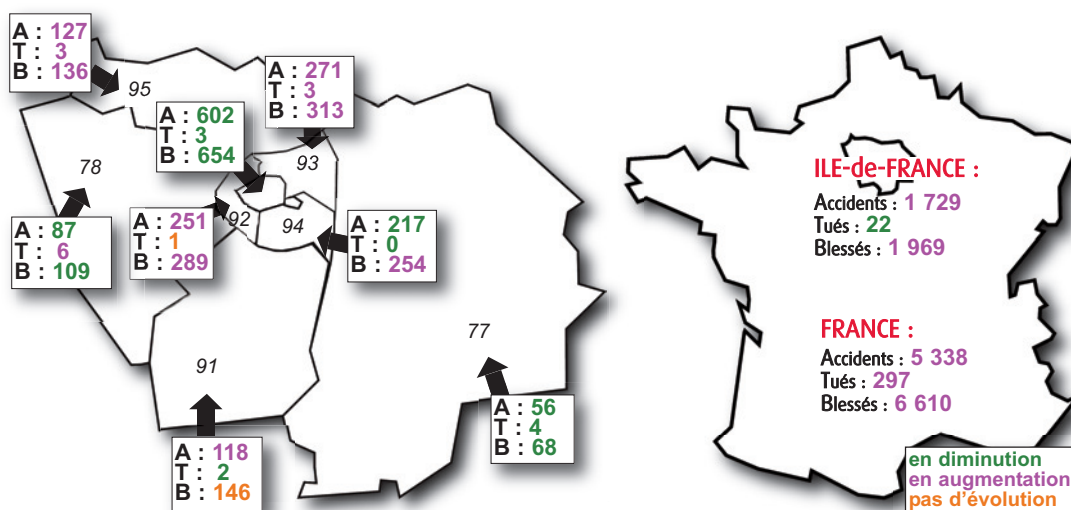 A : 127
T : 3
B : 136
95
A : 271
T : 3
B : 313
A : 602
T : 3
B : 654
93
78
92
94
A : 87
T : 6
B : 109
A : 251
T : 1
B : 289
A : 217
T : 0
B : 254
77
91
A : 56
T : 4
B : 68
A : 118
T : 2
B : 146
ILE-de-FRANCE :
Accidents : 1 729
Tués : 22
Blessés : 1 969
FRANCE :
Accidents : 5 338
Tués : 297
Blessés : 6 610
en diminution
en augmentation
pas d'évolution